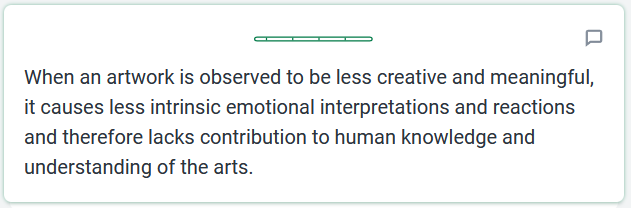 When an artwork is observed to be less creative and meaningful,
it causes less intrinsic emotional interpretations and reactions
and therefore lacks contribution to human knowledge and
understanding of the arts.